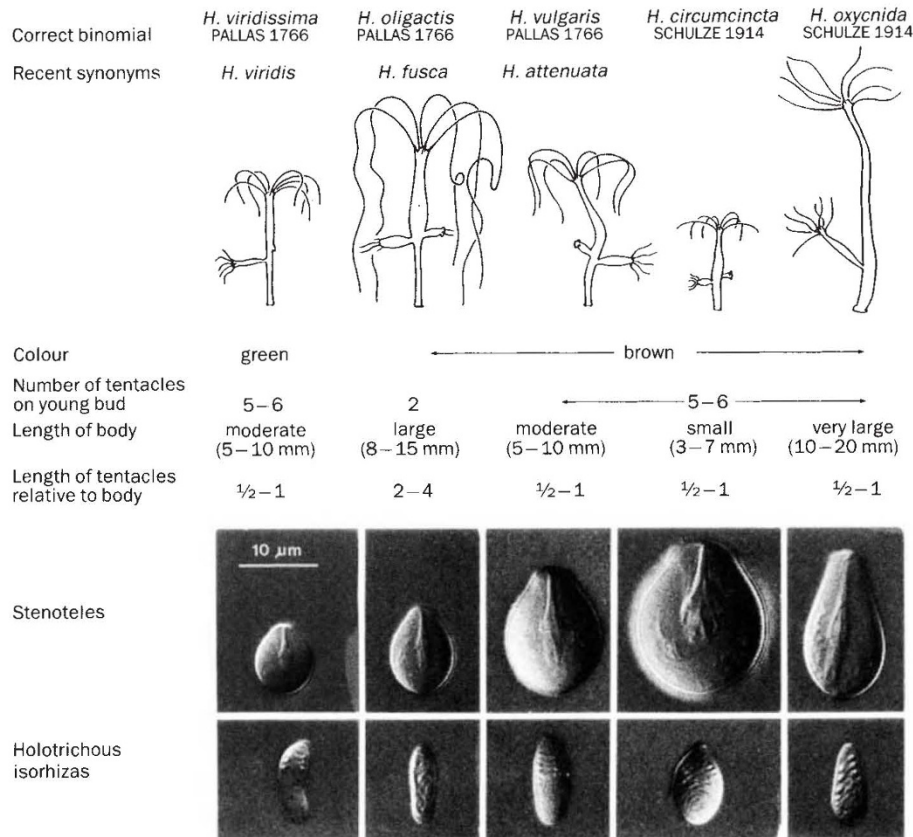 Correct binomial
H. viridissima
PALLAS 1766
H. oligactis
PALLAS 1766
H. vulgaris
PALLAS 1766
H. circumcincta
SCHULZE 1914
H. oxycnida
SCHULZE 1914
Recent synonyms
H. viridis
H. fusca
H. attenuata
Colour
green
brown
Number of tentacles
on young bud
5–6
2
5–6
Length of body
moderate
(5–10 mm)
large
(8–15 mm)
moderate
(5–10 mm)
small
(3–7 mm)
very large
(10–20 mm)
Length of tentacles
relative to body
½–1
2–4
½–1
½–1
½–1
10 µm
Stenoteles
Holotrichous
isorhizas